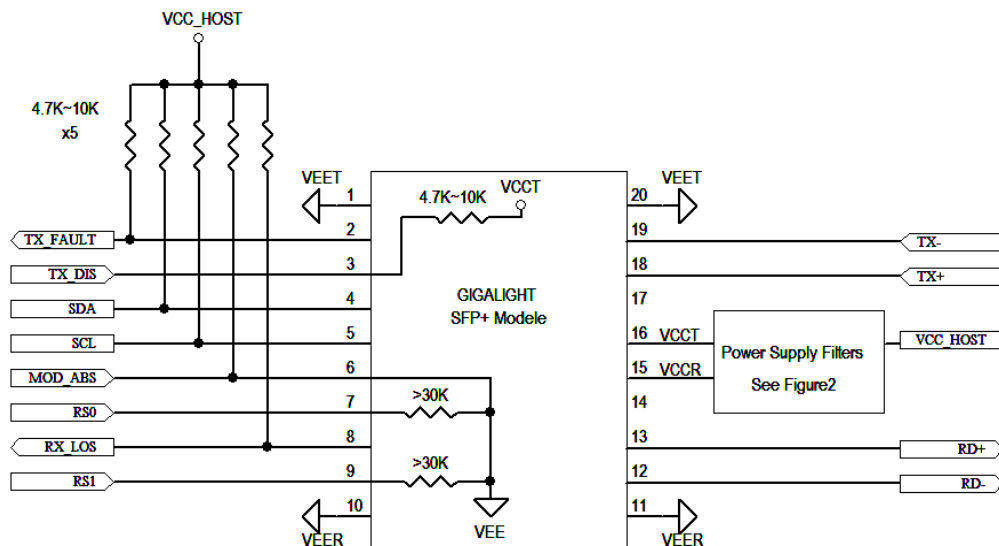 VCC_HOST
4.7K~10K
x5
VEET
1
4.7K~10K
VCCT
20
VEET
TX_FAULT
2
19
TX-
TX_DIS
3
18
TX+
SDA
4
GIGALIGHT
SFP+ Modele
17
SCL
5
16
VCCT
Power Supply Filters
See Figure2
VCC_HOST
MOD_ABS
6
15
VCCR
RS0
7
>30K
14
RX_LOS
8
13
RD+
RS1
9
>30K
12
RD-
10
VEER
VEE
11
VEER